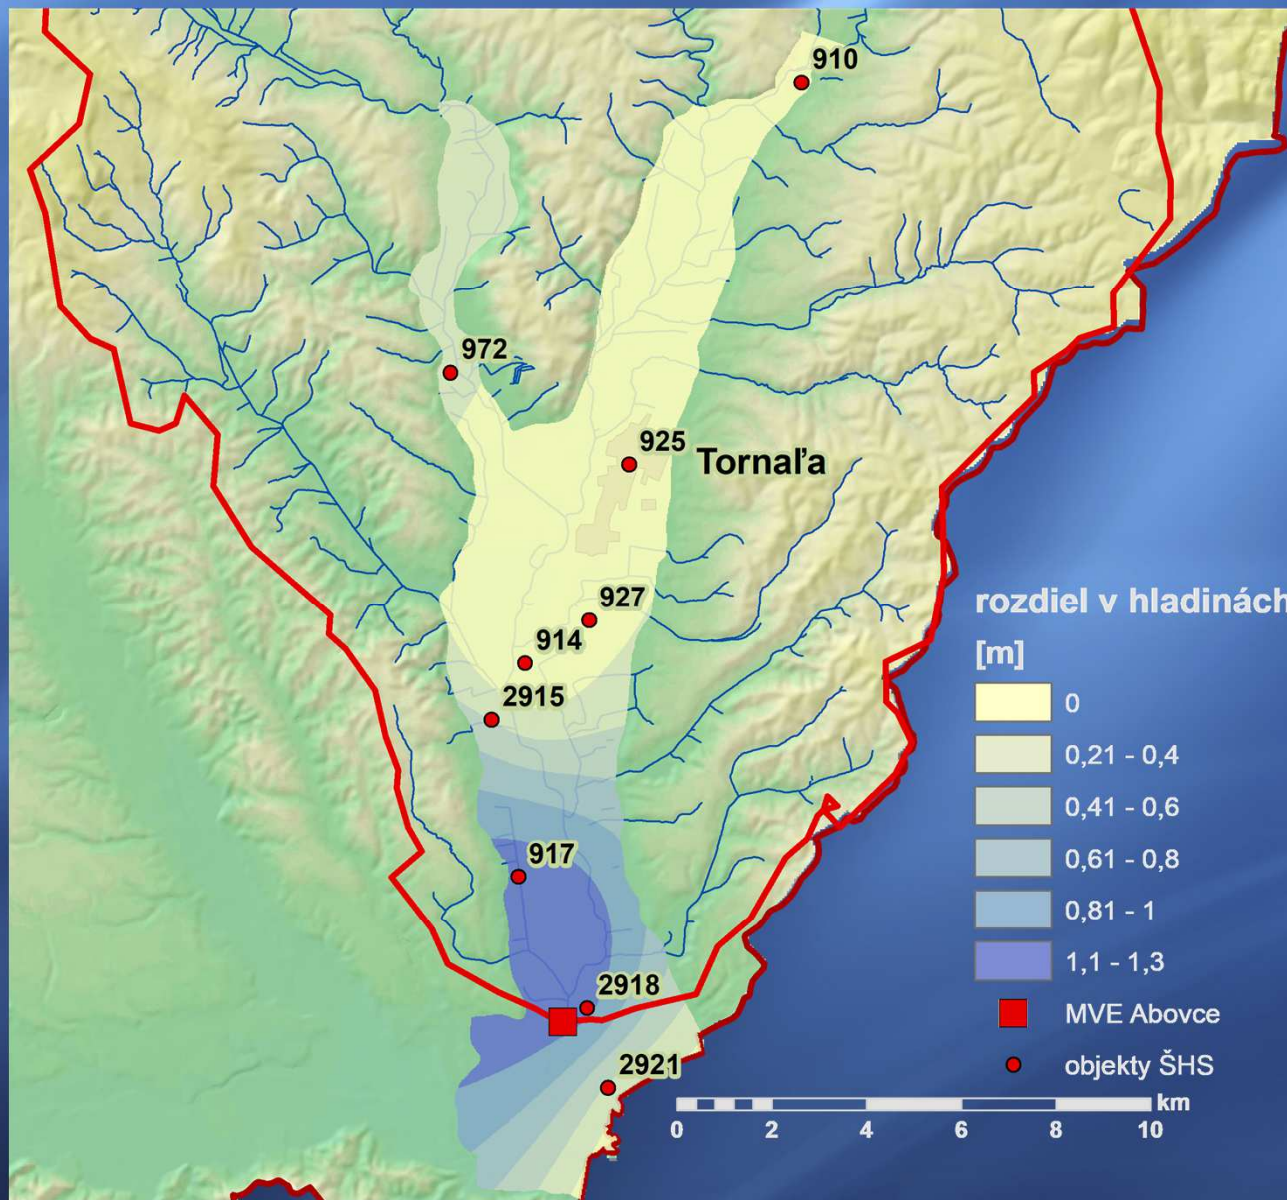 910
972
925
Tornaľa
927
914
2915
917
2918
2921
rozdiel v hladinách
[m]
0
0,21 - 0,4
0,41 - 0,6
0,61 - 0,8
0,81 - 1
1,1 - 1,3
MVE Abovce
objekty ŠHS
km
0 2 4 6 8 10